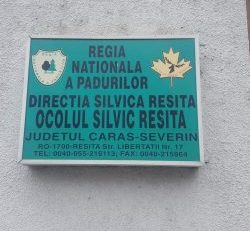 REGIA
NATIONALA
A PADURILOR
DIRECTIA SILVICA RESITA
OCOLUL SILVIC RESITA
JUDETUL CARAS-SEVERIN
RO-1700-RESITA Str. LIBERTATII Nr. 17
TEL: 0040-055-215113; FAX: 0040-215964